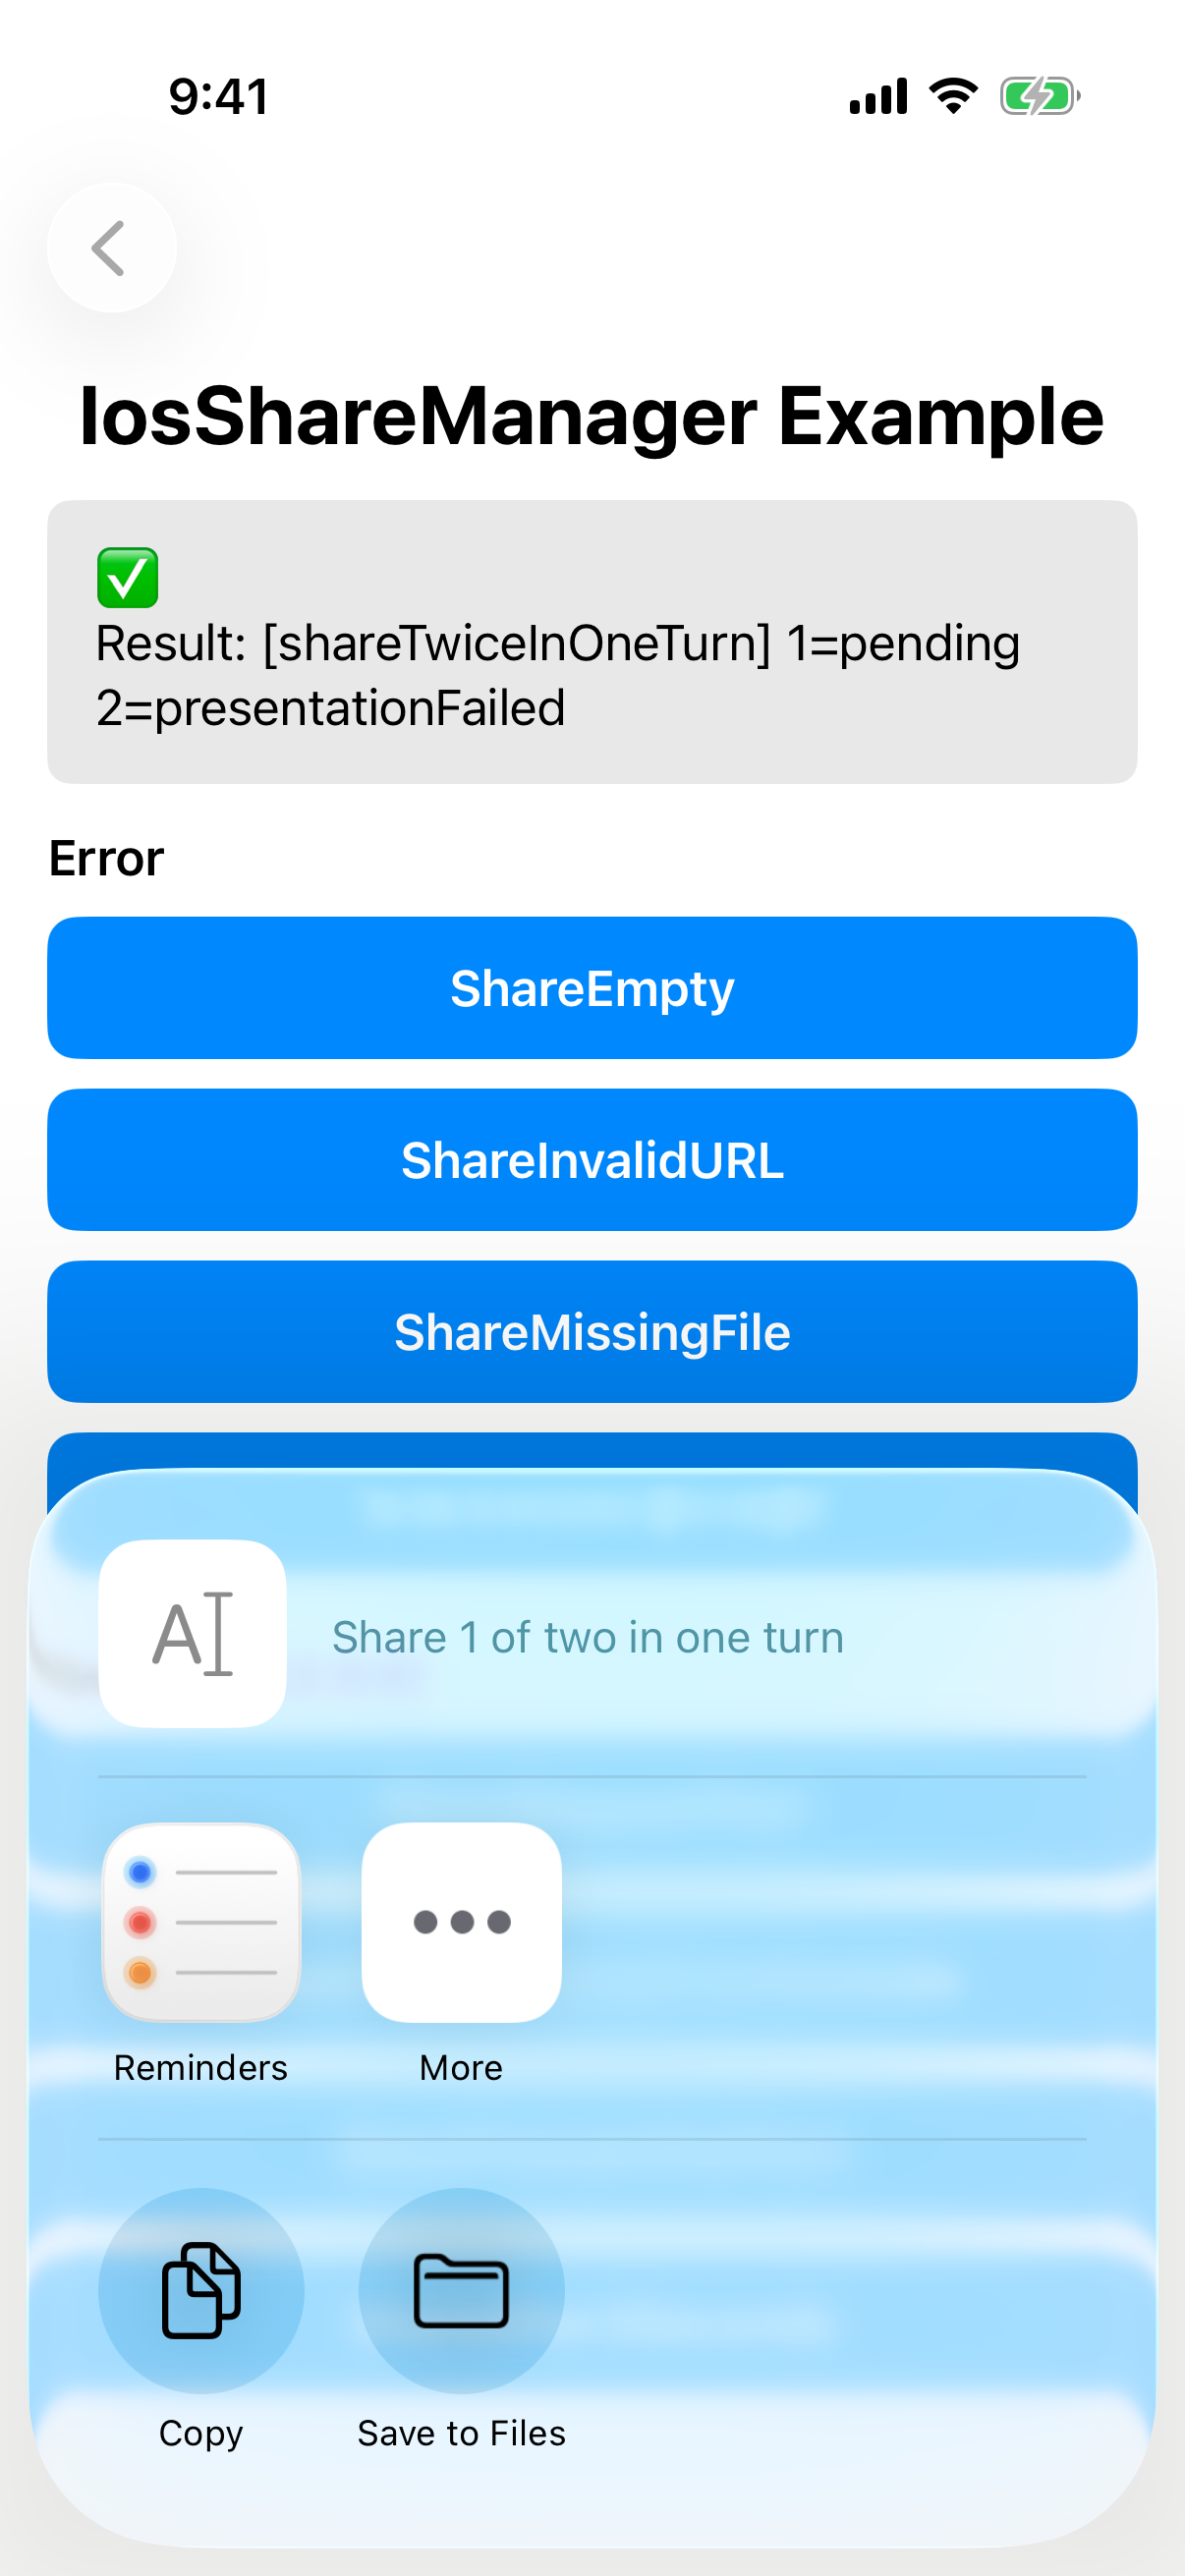 9:41
IosShareManager Example
✅
Result: [shareTwiceInOneTurn] 1=pending
2=presentationFailed
Error
ShareEmpty
ShareInvalidURL
ShareMissingFile
Share 1 of two in one turn
Reminders
More
Copy
Save to Files